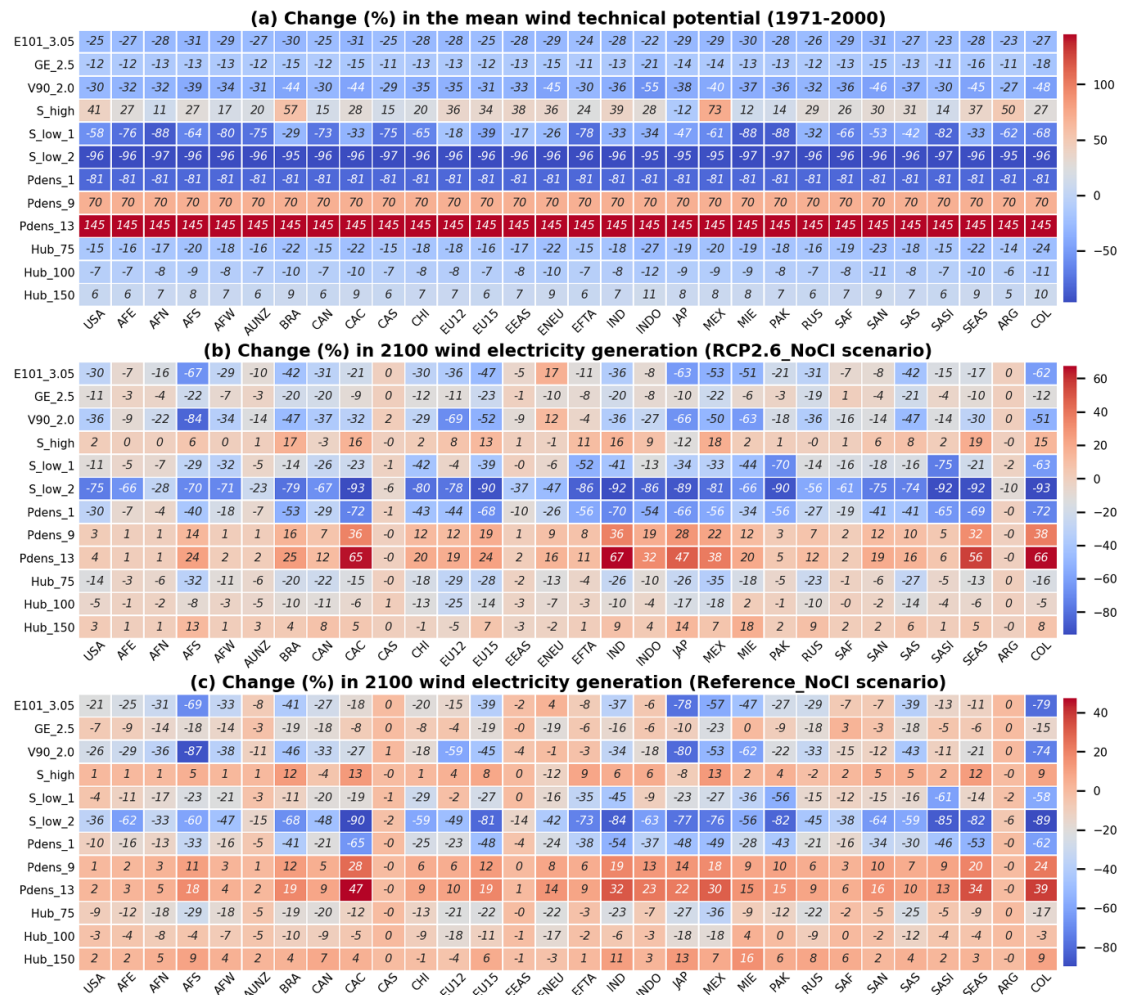 (a) Change (%) in the mean wind technical potential (1971-2000)
E101_3.05 -25 -27 -28 -31 -29 -27 -30 -25 -31 -24 -28 -28 -25 -28 -29 -24 -28 -22 -29 -29 -30 -28 -26 -29 -31 -27 -23 -28 -23 -27
GE_2.5 -12 -12 -13 -13 -13 -12 -15 -12 -15 -11 -13 -12 -11 -13 -15 -11 -13 -21 -14 -14 -13 -13 -12 -13 -15 -13 -11 -16 -11 -18
V90_2.0 -30 -32 -32 -39 -34 -31 -44 -29 -44 -29 -35 -35 -31 -33 -45 -30 -36 -55 -38 -40 -37 -35 -32 -36 -46 -34 -30 -45 -27 -48
S_high 41 27 11 27 17 20 57 15 28 15 20 36 34 38 36 24 39 28 -12 73 12 14 29 26 30 31 14 33 50 27
S_low_1 -58 -76 -88 -64 -80 -75 -29 -73 -33 -75 -65 -18 -39 -17 -26 -78 -33 -34 -47 -61 -88 -88 -32 -66 -53 -42 -82 -37 -62 -68
S_low_2 -96 -96 -97 -96 -96 -96 -95 -96 -96 -97 -96 -96 -96 -96 -96 -96 -96 -95 -95 -95 -97 -97 -96 -96 -96 -96 -97 -96 -96 -96
Pdens_1 -81 -81 -81 -81 -81 -81 -81 -81 -81 -81 -81 -81 -81 -81 -81 -81 -81 -81 -81 -81 -81 -81 -81 -81 -81 -81 -81 -81 -81 -81
Pdens_9 70 70 70 70 70 70 70 70 70 70 70 70 70 70 70 70 70 70 70 70 70 70 70 70 70 70 70 70 70 70
Pdens_13 145 145 145 145 145 145 145 145 145 145 145 145 145 145 145 145 145 145 145 145 145 145 145 145 145 145 145 145 145 145
Hub_75 -15 -16 -17 -20 -18 -16 -22 -15 -22 -15 -18 -18 -16 -17 -22 -15 -18 -27 -19 -20 -19 -18 -16 -19 -23 -18 -15 -22 -14 -24
Hub_100 -7 -7 -8 -9 -8 -7 -10 -7 -10 -7 -8 -8 -7 -8 -10 -7 -8 -12 -9 -9 -9 -8 -7 -8 -11 -8 -7 -10 -6 -11
Hub_150 6 6 7 8 7 6 9 6 9 6 7 7 6 7 9 6 7 11 8 8 8 7 6 7 9 7 6 9 5 10
USA AFE AFN AFS AFW AUNZ BRA CAN CAC CAS CHI EU12 EU15 EEAS ENEU EFTA IND INDO JAP MEX MIE PAK RUS SAF SAN SAS SASI SEAS ARG COL
100
50
0
−50
(b) Change (%) in 2100 wind electricity generation (RCP2.6_NoCI scenario)
E101_3.05 -30 -7 -16 -67 -29 -10 -42 -31 -21 0 -30 -36 -47 -5 17 -11 -36 -8 -63 -53 -51 -21 -31 -7 -8 -42 -15 -17 0 -62
GE_2.5 -11 -3 -4 -22 -7 -3 -20 -20 -9 0 -12 -11 -23 -1 -10 -8 -20 -8 -10 -22 -6 -3 -19 1 -4 -21 -4 -10 0 -12
V90_2.0 -36 -9 -22 -84 -34 -14 -47 -37 -32 2 -29 -69 -52 -9 12 -4 -36 -27 -66 -50 -63 -18 -36 -16 -14 -47 -14 -30 0 -51
S_high 2 0 0 6 0 1 17 -3 16 -0 2 8 13 1 -1 11 16 9 -12 18 2 1 -0 1 6 8 2 19 -0 15
S_low_1 -11 -5 -7 -29 -32 -5 -14 -26 -23 -1 -42 -4 -39 -0 -6 -52 -41 -13 -34 -33 -44 -70 -14 -16 -18 -16 -75 -21 -2 -63
S_low_2 -75 -66 -28 -70 -71 -23 -79 -67 -93 -6 -80 -78 -90 -37 -47 -86 -92 -86 -89 -81 -66 -90 -56 -61 -75 -74 -92 -92 -10 -93
Pdens_1 -30 -7 -4 -40 -18 -7 -53 -29 -72 -1 -43 -44 -68 -10 -26 -56 -70 -54 -66 -56 -34 -56 -27 -19 -41 -41 -65 -69 -0 -72
Pdens_9 3 1 1 14 1 1 16 7 36 -0 12 12 19 1 9 8 36 19 28 22 12 3 7 2 12 10 5 32 -0 38
Pdens_13 4 1 1 24 2 2 25 12 65 -0 20 19 24 2 16 11 67 32 47 38 20 5 12 2 19 16 6 56 -0 66
Hub_75 -14 -3 -6 -32 -11 -6 -20 -22 -15 -0 -18 -29 -28 -2 -13 -4 -26 -10 -26 -35 -18 -5 -23 -1 -6 -27 -5 -13 0 -16
Hub_100 -5 -1 -2 -8 -3 -5 -10 -11 -6 1 -13 -25 -14 -3 -7 -3 -10 -4 -17 -18 2 -1 -10 -0 -2 -14 -4 -6 0 -5
Hub_150 3 1 1 13 1 3 4 8 5 0 -1 -5 7 -3 -2 1 9 4 14 7 18 2 9 2 2 6 1 5 0 8
USA AFE AFN AFS AFW AUNZ BRA CAN CAC CAS CHI EU12 EU15 EEAS ENEU EFTA IND INDO JAP MEX MIE PAK RUS SAF SAN SAS SASI SEAS ARG COL
60
40
20
0
−20
−40
−60
−80
(c) Change (%) in 2100 wind electricity generation (Reference_NoCI scenario)
E101_3.05 -21 -25 -31 -69 -33 -8 -41 -27 -18 0 -20 -15 -39 -2 4 -8 -37 -6 -78 -57 -47 -27 -29 -7 -7 -39 -13 -11 0 -79
GE_2.5 -7 -9 -14 -18 -14 -3 -19 -18 -8 0 -8 -4 -19 -0 -19 -6 -16 -6 -10 -23 0 -9 -18 3 -3 -18 -5 -6 0 -15
V90_2.0 -26 -29 -36 -87 -38 -11 -46 -33 -27 1 -18 -59 -45 -4 -1 -3 -34 -18 -80 -53 -62 -22 -33 -15 -12 -43 -11 -21 0 -74
S_high 1 1 1 5 1 1 12 -4 13 -0 1 4 8 0 -12 9 6 6 -8 13 2 4 -2 2 5 5 2 12 -0 9
S_low_1 -4 -11 -17 -23 -21 -3 -11 -20 -19 -1 -29 -2 -27 0 -16 -35 -45 -9 -23 -27 -36 -56 -15 -12 -15 -16 -61 -14 -2 -58
S_low_2 -36 -62 -33 -60 -47 -15 -68 -48 -90 -2 -59 -49 -81 -14 -42 -73 -84 -63 -77 -76 -56 -82 -45 -38 -64 -59 -85 -82 -6 -89
Pdens_1 -10 -16 -13 -33 -16 -5 -41 -21 -65 -0 -25 -23 -48 -4 -24 -38 -54 -37 -48 -49 -28 -43 -21 -16 -34 -30 -46 -53 -0 -62
Pdens_9 1 2 3 11 3 1 12 5 28 -0 6 6 12 0 8 6 19 13 14 18 9 10 6 3 10 7 9 20 -0 24
Pdens_13 2 3 5 18 4 2 19 9 47 -0 9 10 19 1 14 9 32 23 22 30 15 15 9 6 16 10 13 34 -0 39
Hub_75 -9 -12 -18 -29 -18 -5 -19 -20 -12 -0 -13 -21 -22 -0 -22 -3 -23 -7 -27 -36 -9 -12 -22 -2 -5 -25 -5 -9 0 -17
Hub_100 -3 -4 -8 -4 -7 -5 -10 -9 -5 0 -9 -18 -11 -1 -17 -2 -6 -3 -18 -18 4 0 -9 0 -2 -12 -4 -4 0 -3
Hub_150 2 2 5 9 4 2 4 7 4 0 -1 -4 6 -1 -3 1 11 3 13 7 16 6 8 4 2 4 2 3 0 9
USA AFE AFN AFS AFW AUNZ BRA CAN CAC CAS CHI EU12 EU15 EEAS ENEU EFTA IND INDO JAP MEX MIE PAK RUS SAF SAN SAS SASI SEAS ARG COL
40
20
0
−20
−40
−60
−80